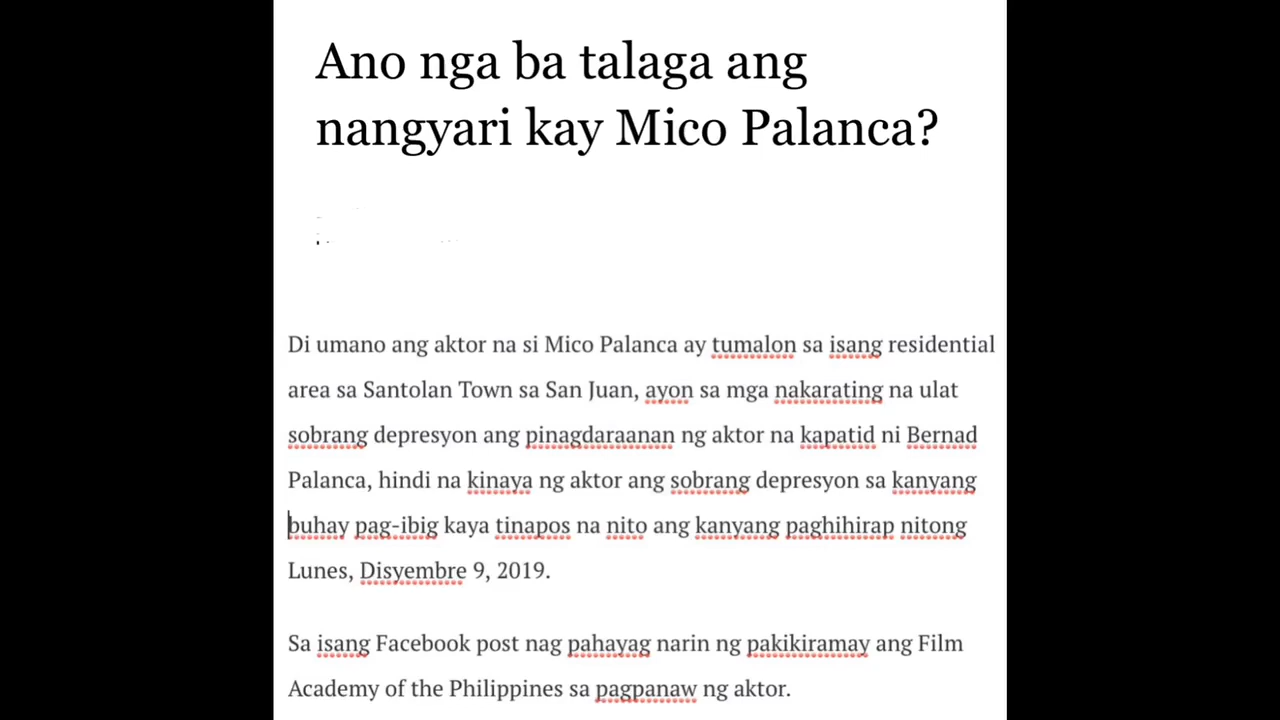 Ano nga ba talaga ang
nangyari kay Mico Palanca?
Di umano ang aktor na si Mico Palanca ay tumalon sa isang residential
area sa Santolan Town sa San Juan, ayon sa mga nakarating na ulat
sobrang depresyon ang pinagdaraanan ng aktor na kapatid ni Bernad
Palanca, hindi na kinaya ng aktor ang sobrang depresyon sa kanyang
buhay pag-ibig kaya tinapos na nito ang kanyang paghihirap nitong
Lunes, Disyembre 9, 2019.
Sa isang Facebook post nag pahayag narin ng pakikiramay ang Film
Academy of the Philippines sa pagpanaw ng aktor.